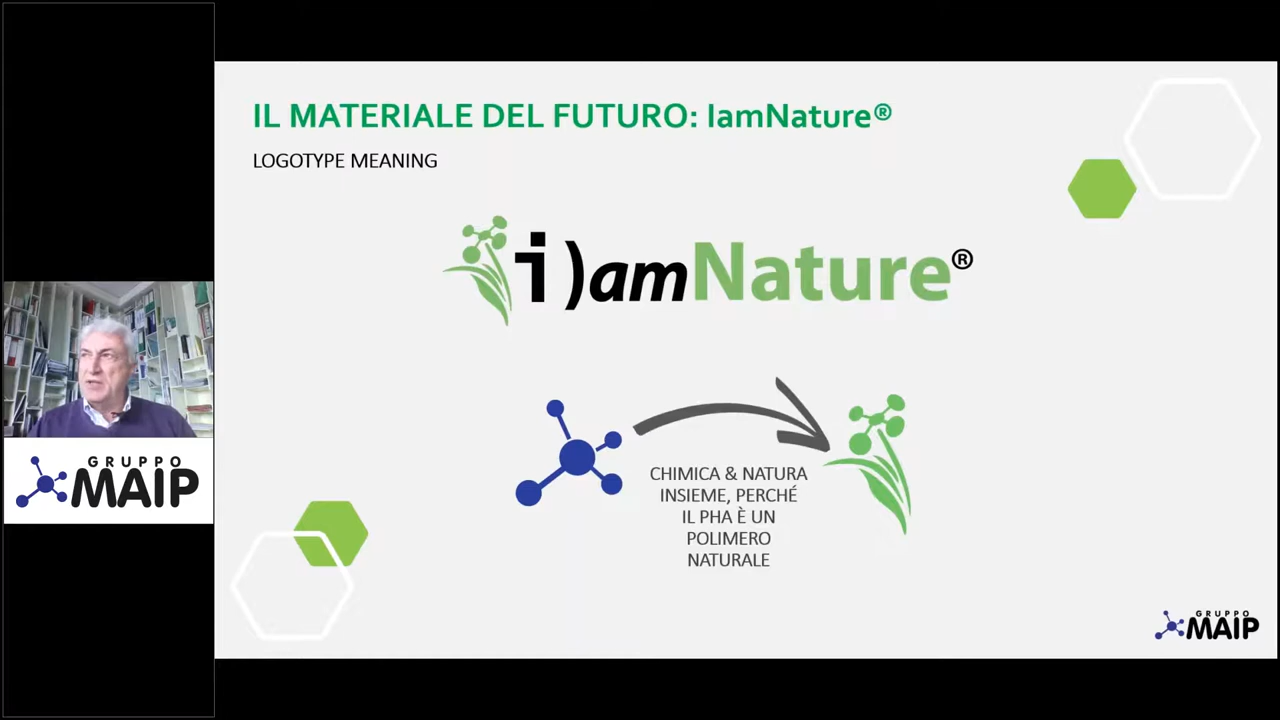 IL MATERIALE DEL FUTURO: IamNature®
LOGOTYPE MEANING
i)amNature®
CHIMICA & NATURA
INSIEME, PERCHÉ
IL PHA È UN
POLIMERO
NATURALE
GRUPPO
MAIP
GRUPPO
MAIP